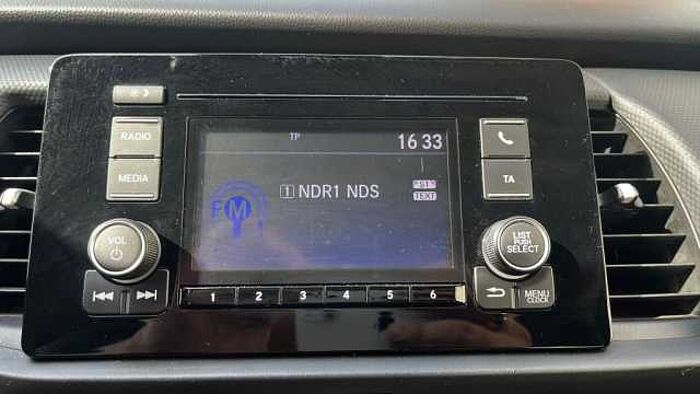 TP 16 33
RADIO
MEDIA
TA
1 NDR1 NDS
FM
TEXT
VOL
LIST
PUSH
SELECT
1 2 3 4 5 6
MENU
CLOCK